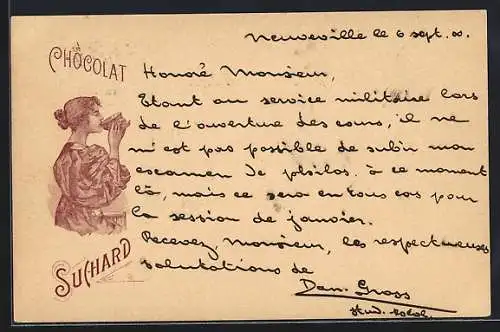 CHOCOLAT
SUCHARD
Neuveville le 6 sept. 00.
Honoré Monsieur,
Etant au service militaire lors
de l'ouverture des cours, il ne
m'est pas possible de subir mon
examen de philos. à ce moment
là, mais ce sera en tous cas pour
la session de janvier.
Recevez, Monsieur, les respectueuses
salutations de
Dan. Gross
stud.